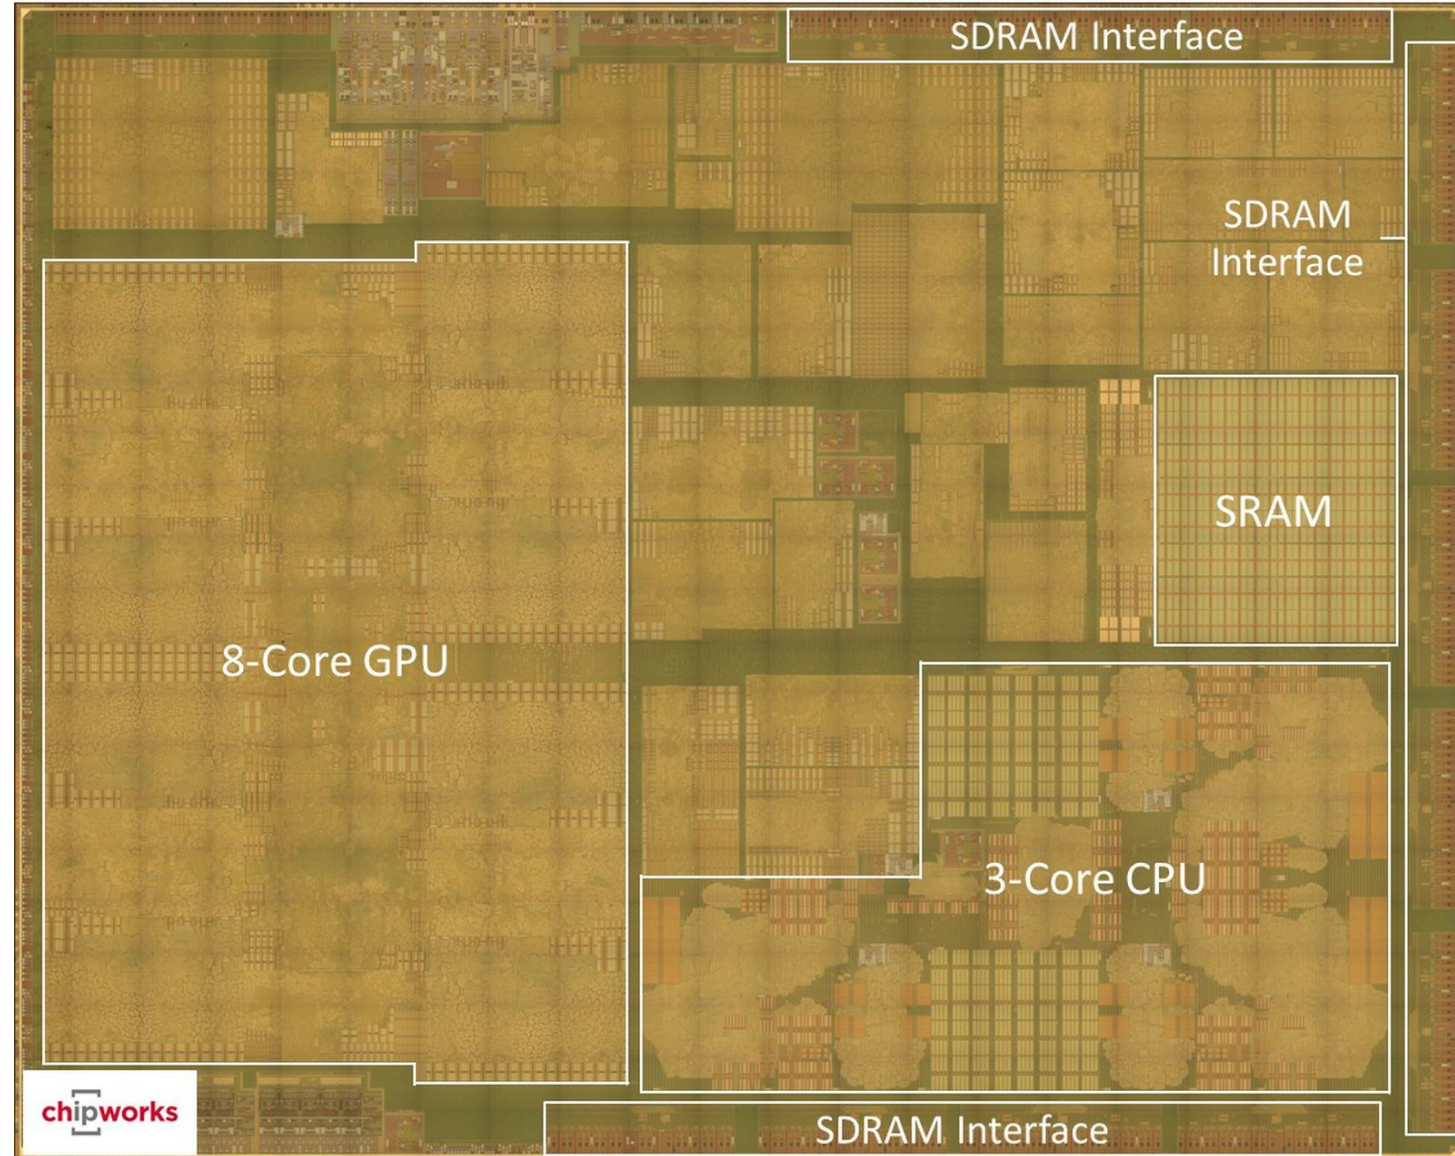 SDRAM Interface
SDRAM
Interface
SRAM
8-Core GPU
3-Core CPU
chipworks
SDRAM Interface